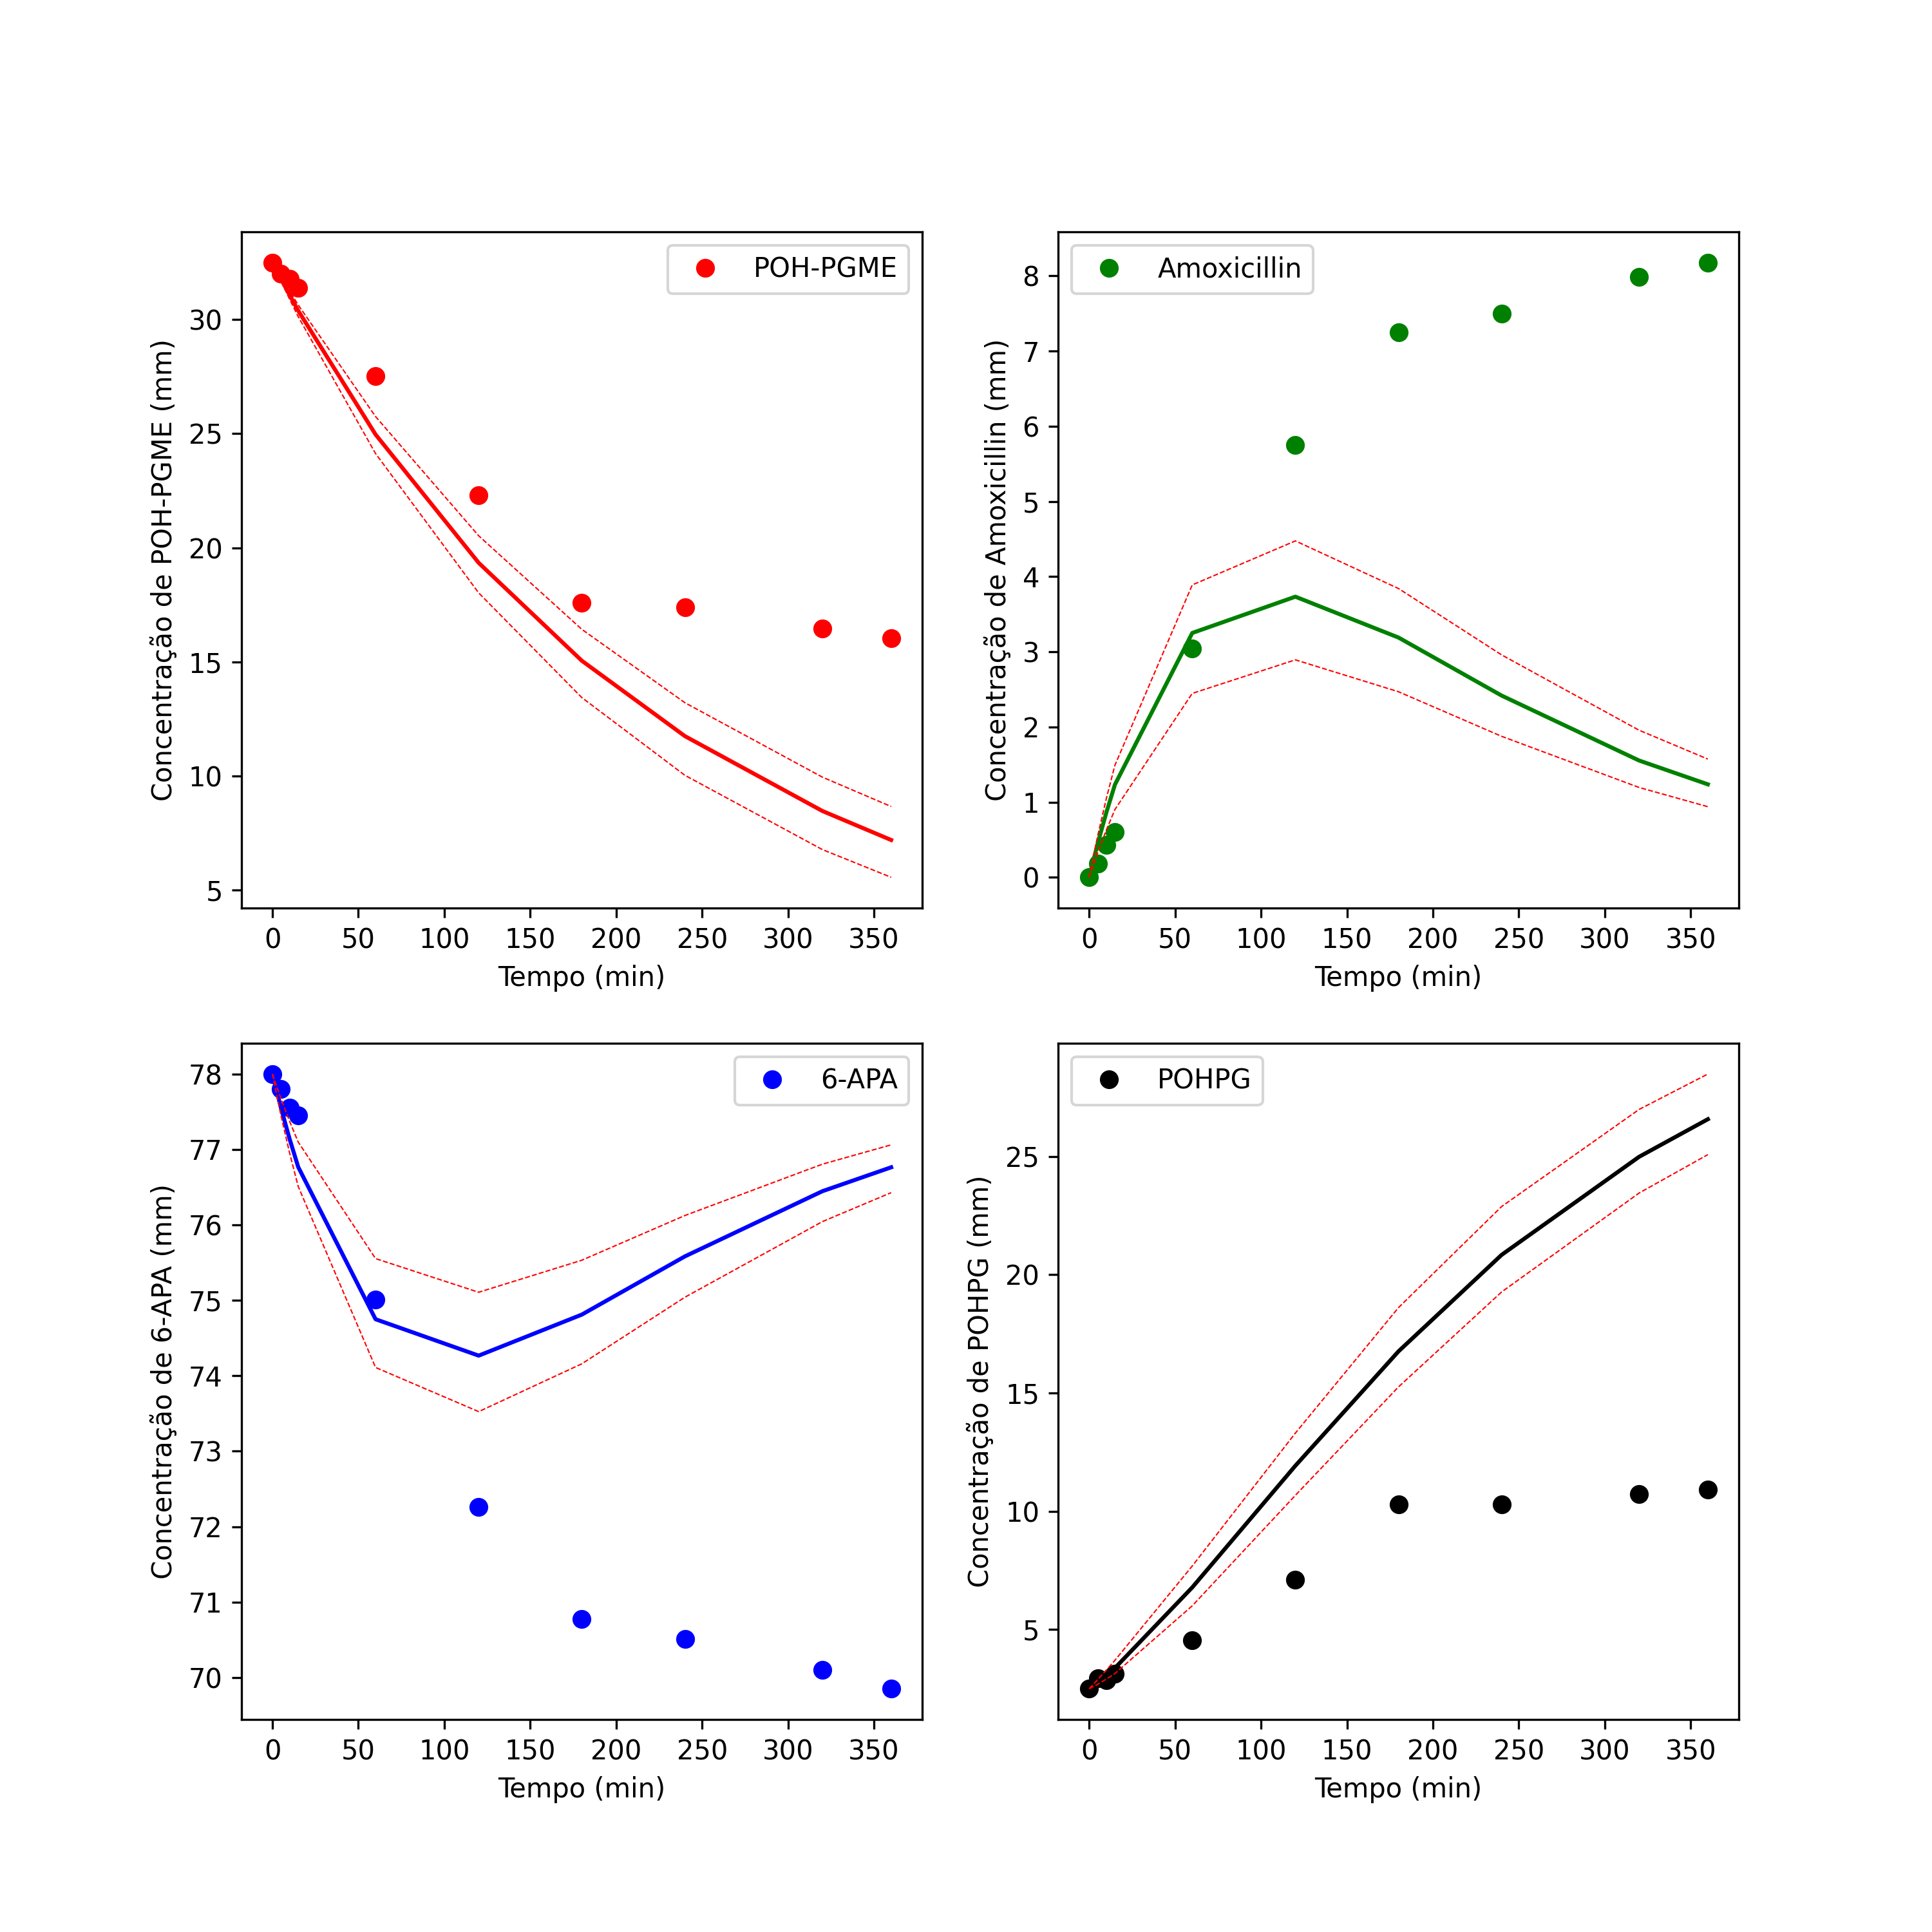 POH-PGME
Concentração de POH-PGME (mm)
30
25
20
15
10
5
0 50 100 150 200 250 300 350
Tempo (min)
Amoxicillin
Concentração de Amoxicillin (mm)
8
7
6
5
4
3
2
1
0
0 50 100 150 200 250 300 350
Tempo (min)
6-APA
Concentração de 6-APA (mm)
78
77
76
75
74
73
72
71
70
0 50 100 150 200 250 300 350
Tempo (min)
POHPG
Concentração de POHPG (mm)
25
20
15
10
5
0 50 100 150 200 250 300 350
Tempo (min)